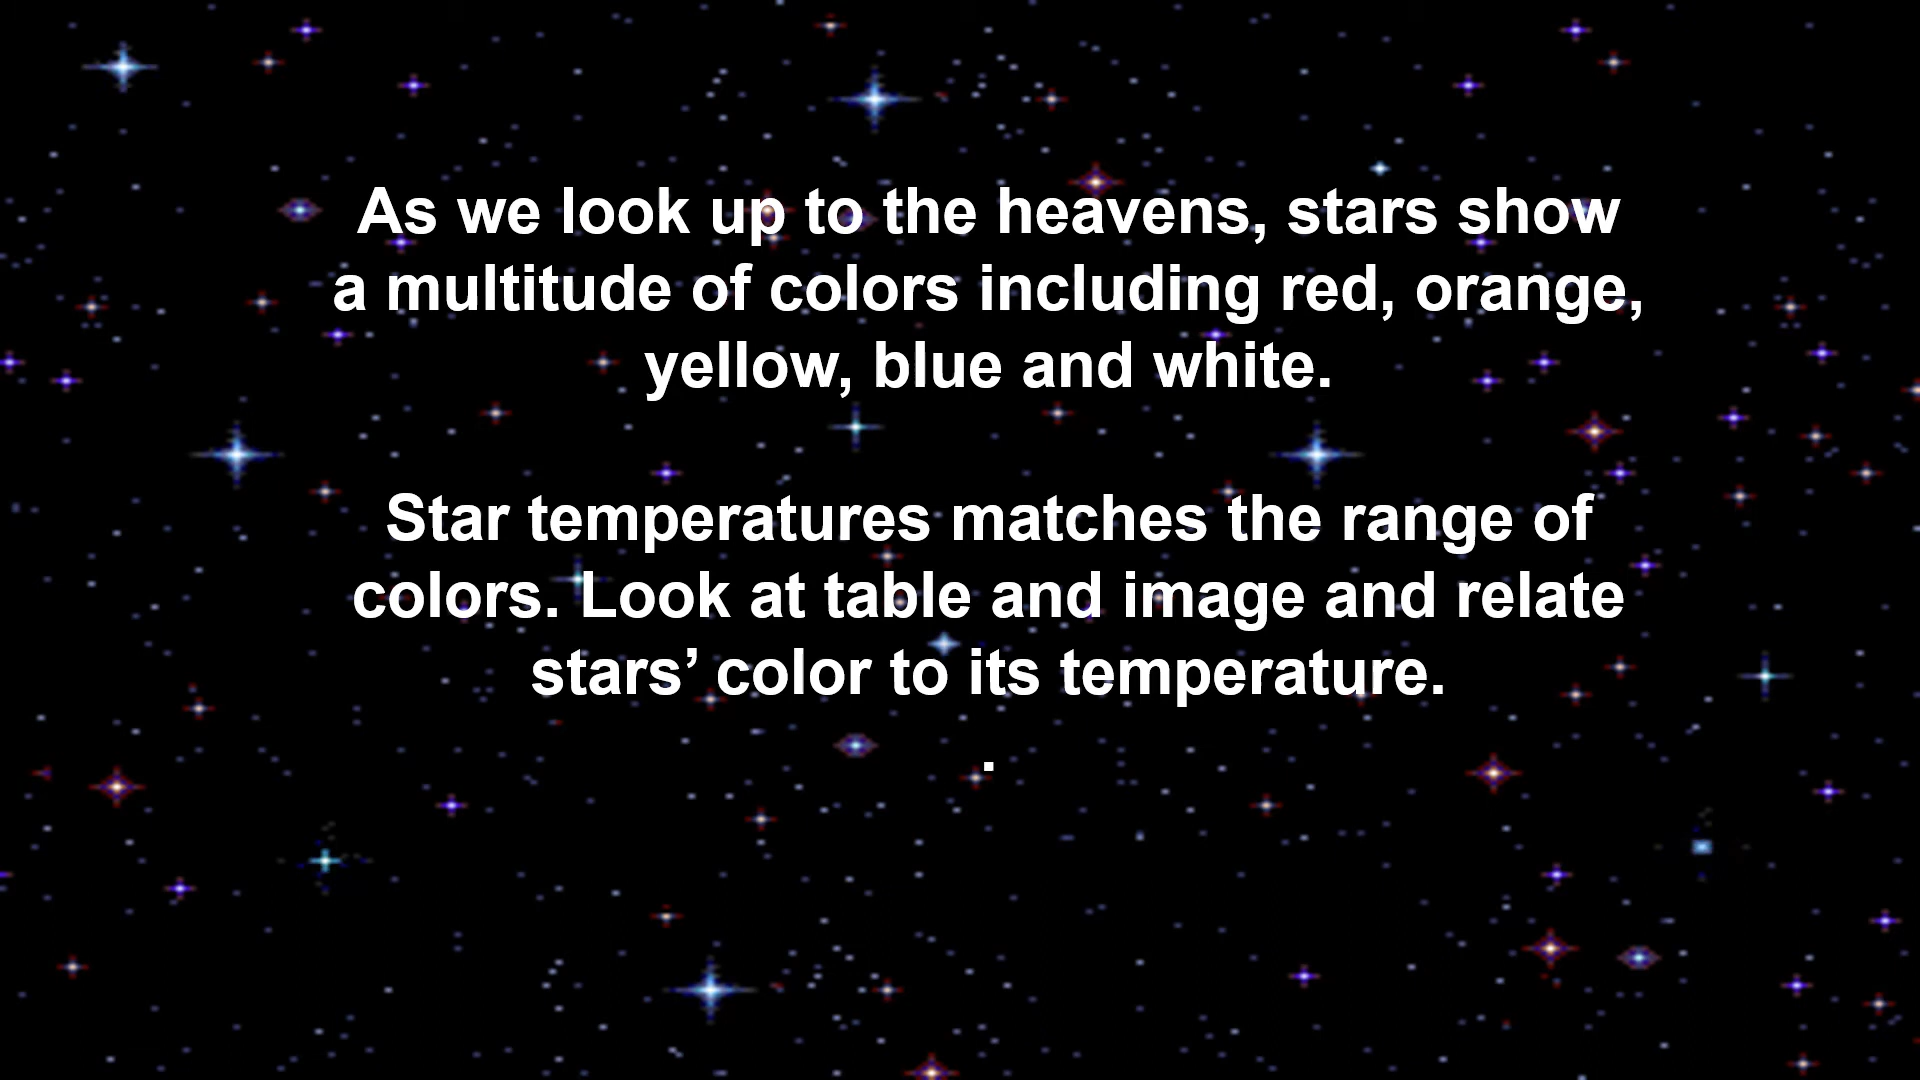 As we look up to the heavens, stars show
a multitude of colors including red, orange,
yellow, blue and white.
Star temperatures matches the range of
colors. Look at table and image and relate
stars’ color to its temperature.
.